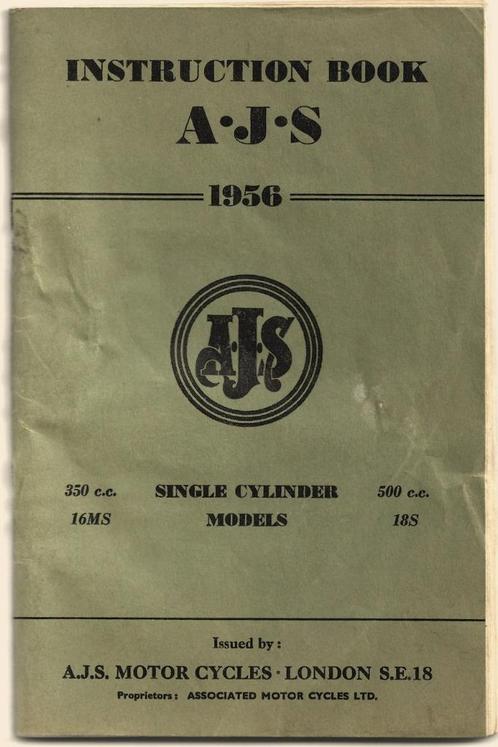 INSTRUCTION BOOK
A·J·S
1956
AJS
350 c.c. SINGLE CYLINDER 500 c.c.
16MS MODELS 18S
Issued by :
A.J.S. MOTOR CYCLES · LONDON S.E.18
Proprietors : ASSOCIATED MOTOR CYCLES LTD.